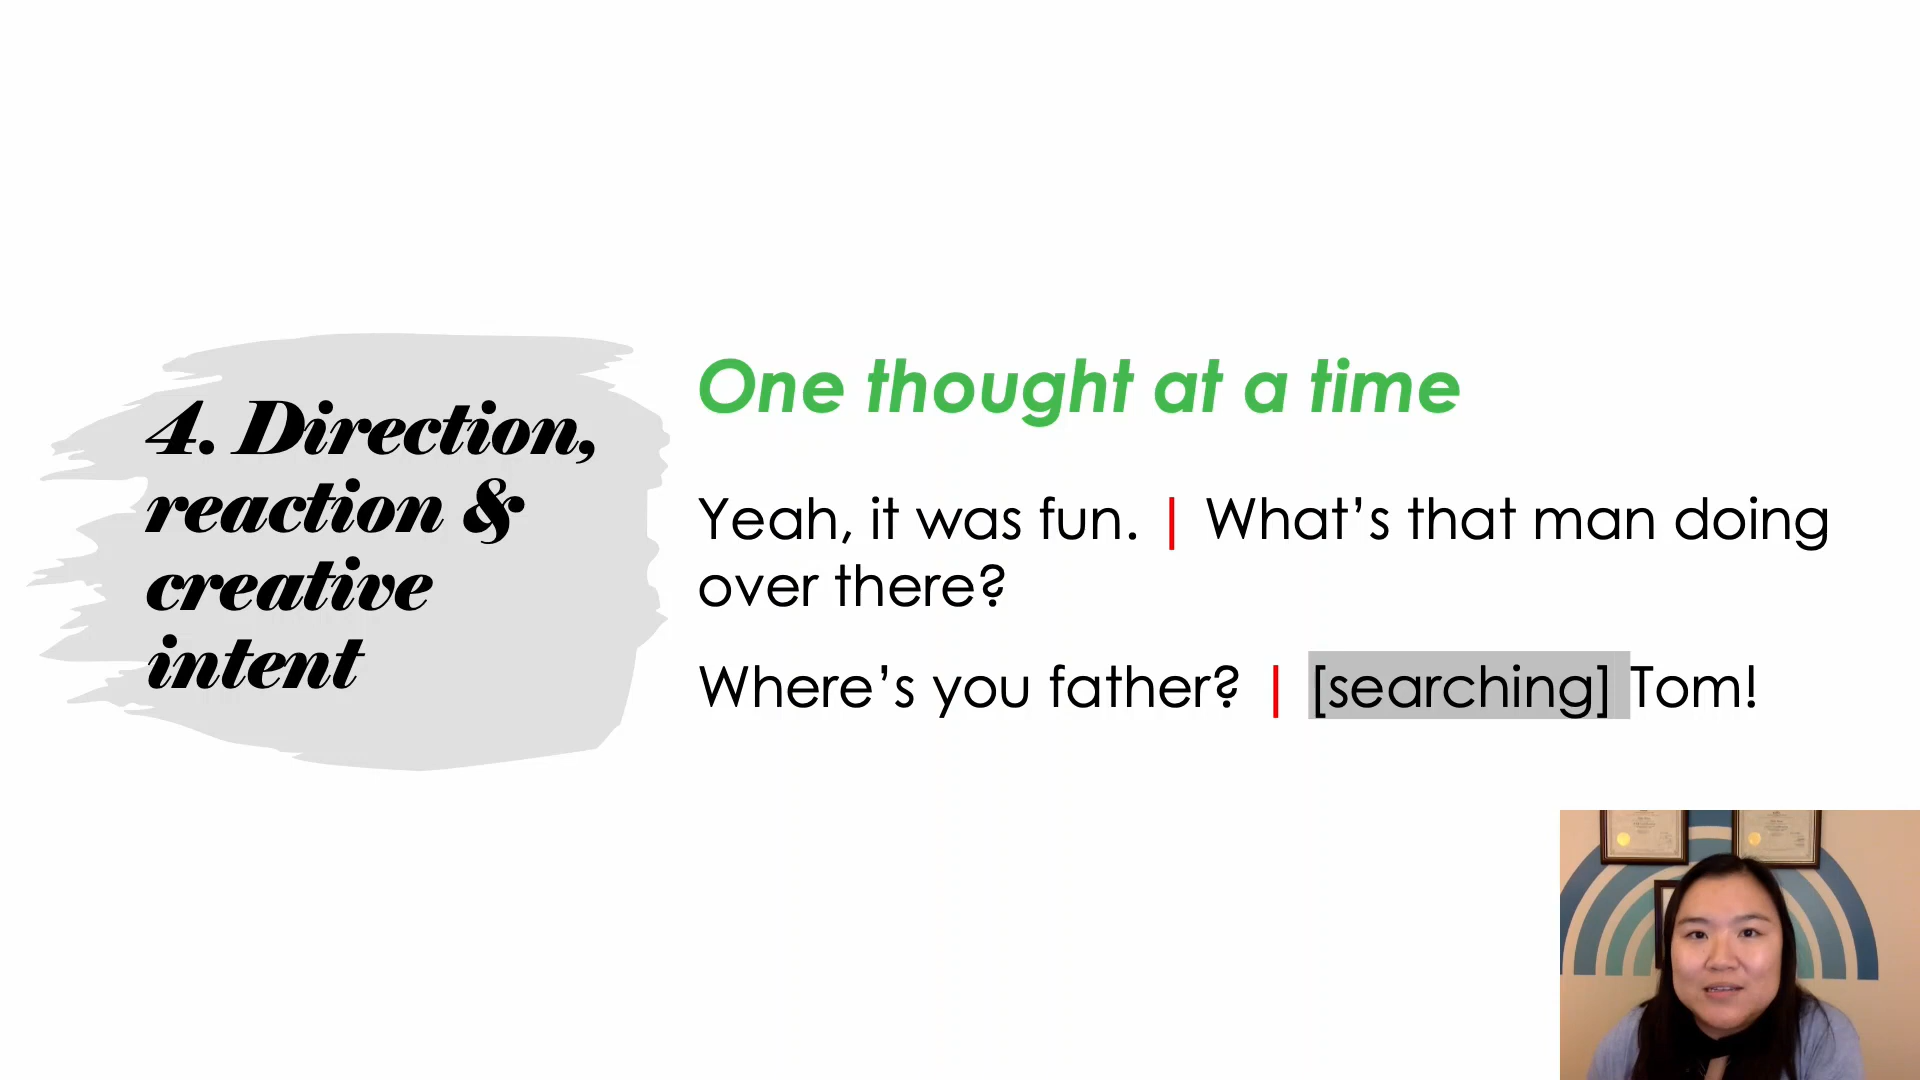 4. Direction,
reaction &
creative
intent
One thought at a time
Yeah, it was fun. | What’s that man doing
over there?
Where’s you father? | [searching] Tom!